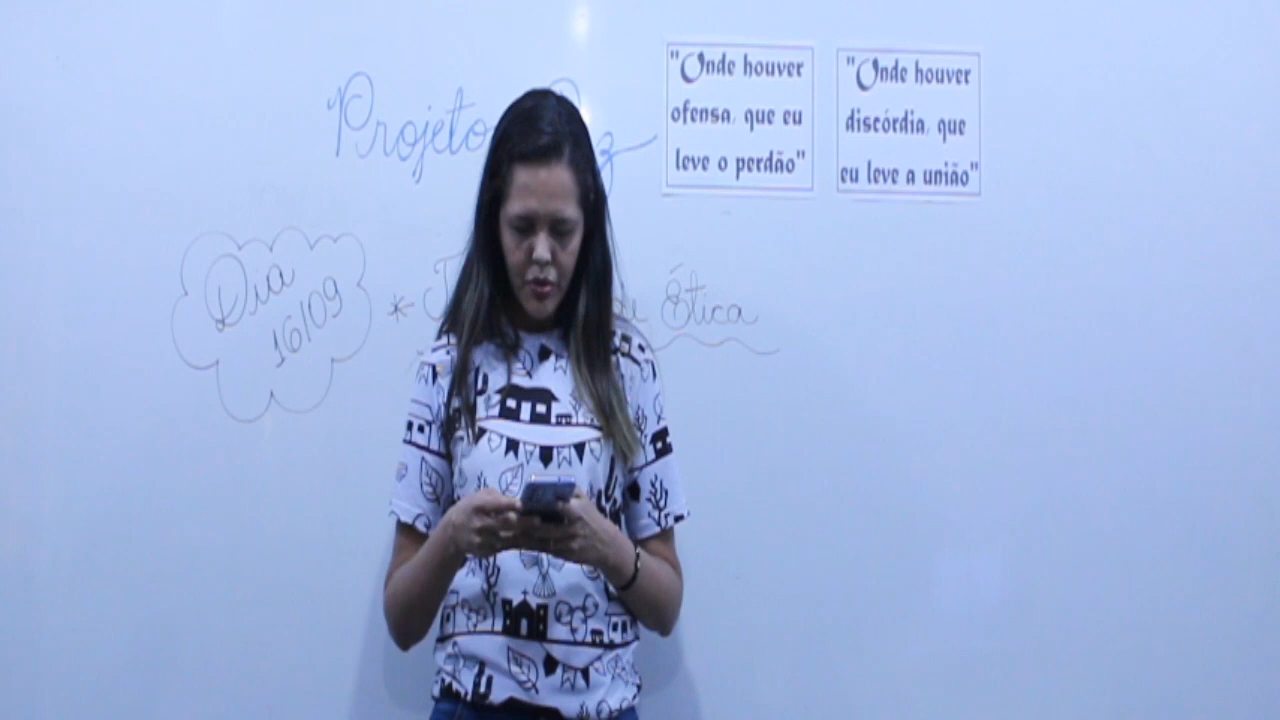 Projeto
"Onde houver
ofensa, que eu
leve o perdão"
"Onde houver
discórdia, que
eu leve a união"
Dia
16/09
* de Ética